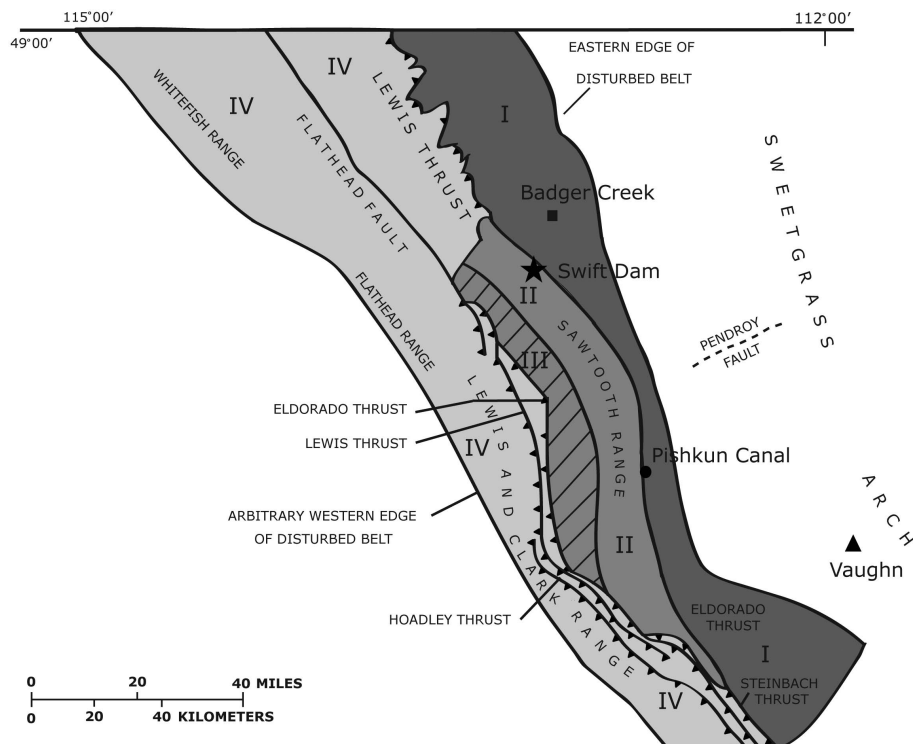 115°00'
112°00'
49°00'
EASTERN EDGE OF
DISTURBED BELT
IV
IV
I
WHITEFISH RANGE
LEWIS THRUST
FLATHEAD FAULT
SWEETGRASS
Badger Creek
Swift Dam
II
FLATHEAD RANGE
SAWTOOTH RANGE
PENDROY
FAULT
III
ELDORADO THRUST
LEWIS THRUST
LEWIS AND CLARK RANGE
IV
Pishkun Canal
ARCH
ARBITRARY WESTERN EDGE
OF DISTURBED BELT
II
Vaughn
HOADLEY THRUST
ELDORADO
THRUST
I
STEINBACH
THRUST
IV
0 20 40 MILES
0 20 40 KILOMETERS